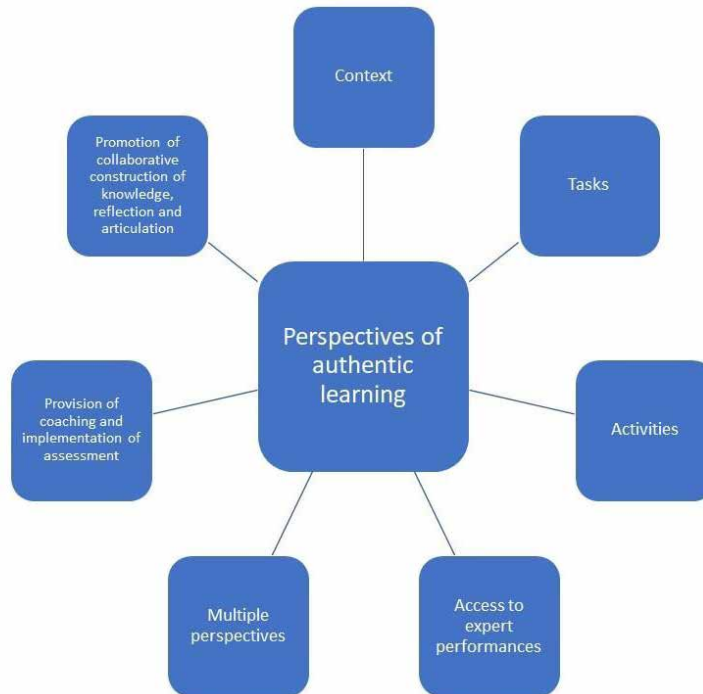 Context
Tasks
Activities
Access to
expert
performances
Multiple
perspectives
Provision of
coaching and
implementation of
assessment
Promotion of
collaborative
construction of
knowledge,
reflection and
articulation
Perspectives of
authentic
learning